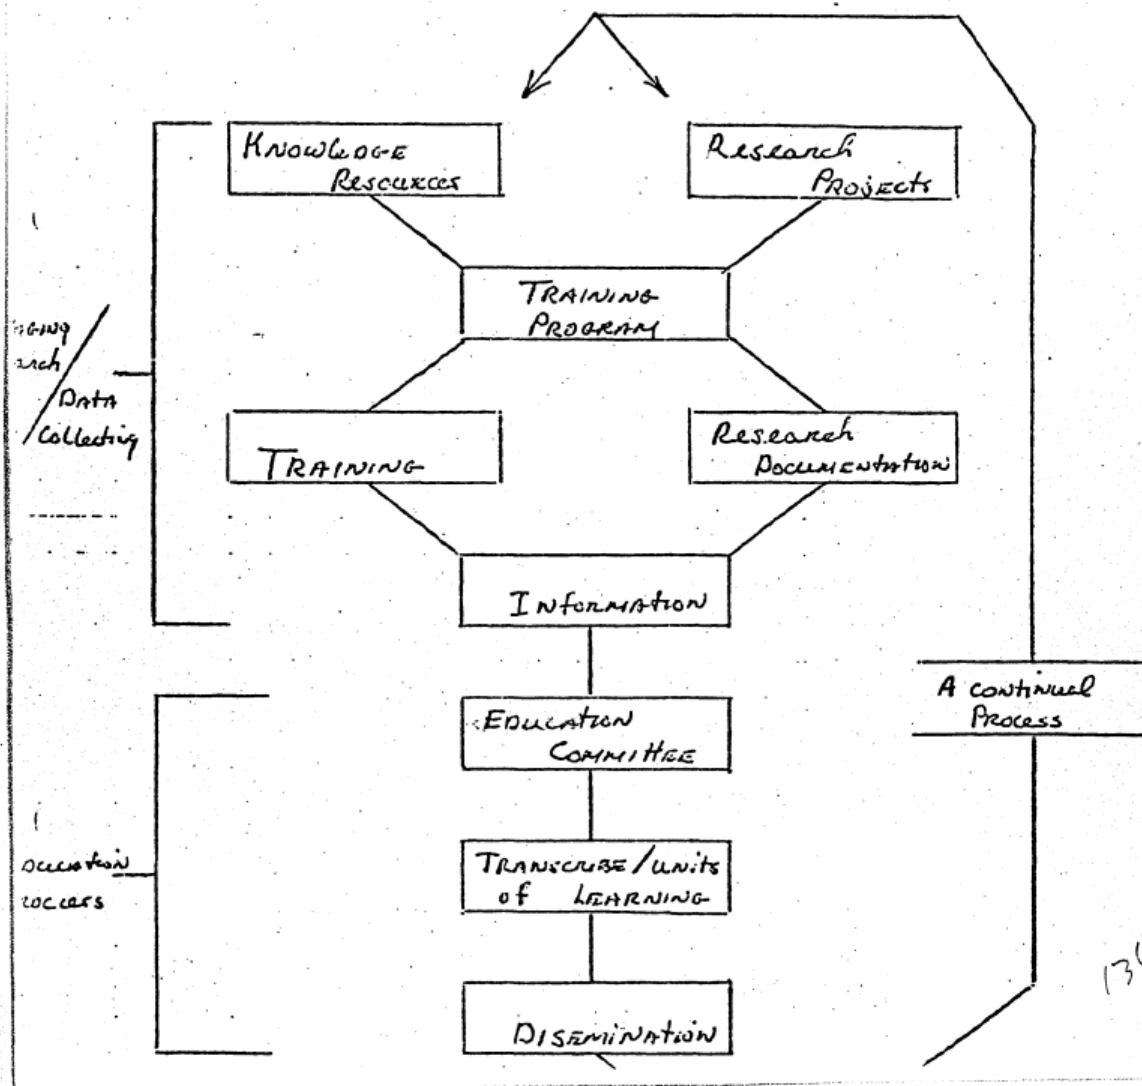 KNOWLEDGE
RESOURCES
Research
PROJECTS
TRAINING
PROGRAM
DATA
Collecting
TRAINING
Research
DOCUMENTATION
INFORMATION
A CONTINUAL
PROCESS
EDUCATION
COMMITTEE
TRANSCRIBE/UNITS
of LEARNING
DISEMINATION